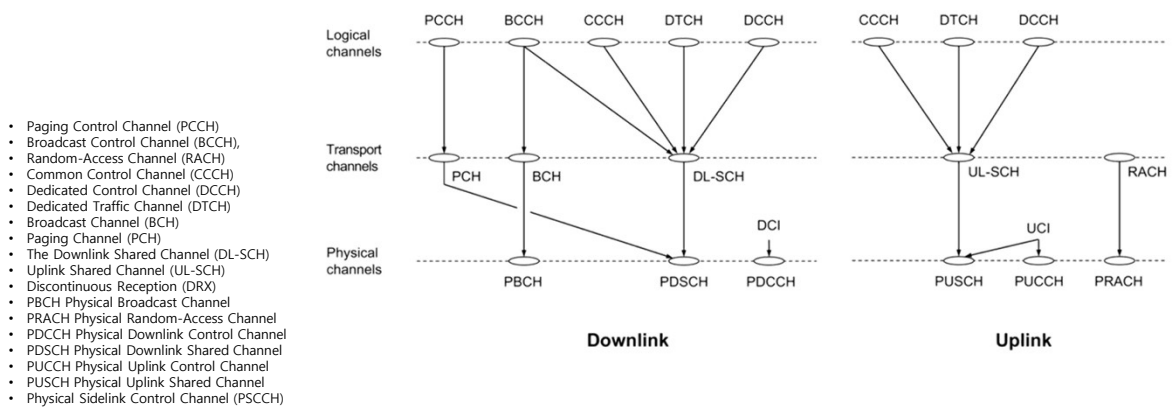 • Paging Control Channel (PCCH)
• Broadcast Control Channel (BCCH),
• Random-Access Channel (RACH)
• Common Control Channel (CCCH)
• Dedicated Control Channel (DCCH)
• Dedicated Traffic Channel (DTCH)
• Broadcast Channel (BCH)
• Paging Channel (PCH)
• The Downlink Shared Channel (DL-SCH)
• Uplink Shared Channel (UL-SCH)
• Discontinuous Reception (DRX)
• PBCH Physical Broadcast Channel
• PRACH Physical Random-Access Channel
• PDCCH Physical Downlink Control Channel
• PDSCH Physical Downlink Shared Channel
• PUCCH Physical Uplink Control Channel
• PUSCH Physical Uplink Shared Channel
• Physical Sidelink Control Channel (PSCCH)
PCCH BCCH CCCH DTCH DCCH
CCCH DTCH DCCH
Logical
channels
Transport
channels
PCH BCH DL-SCH
UL-SCH RACH
DCI
UCI
Physical
channels
PBCH PDSCH PDCCH
PUSCH PUCCH PRACH
Downlink
Uplink